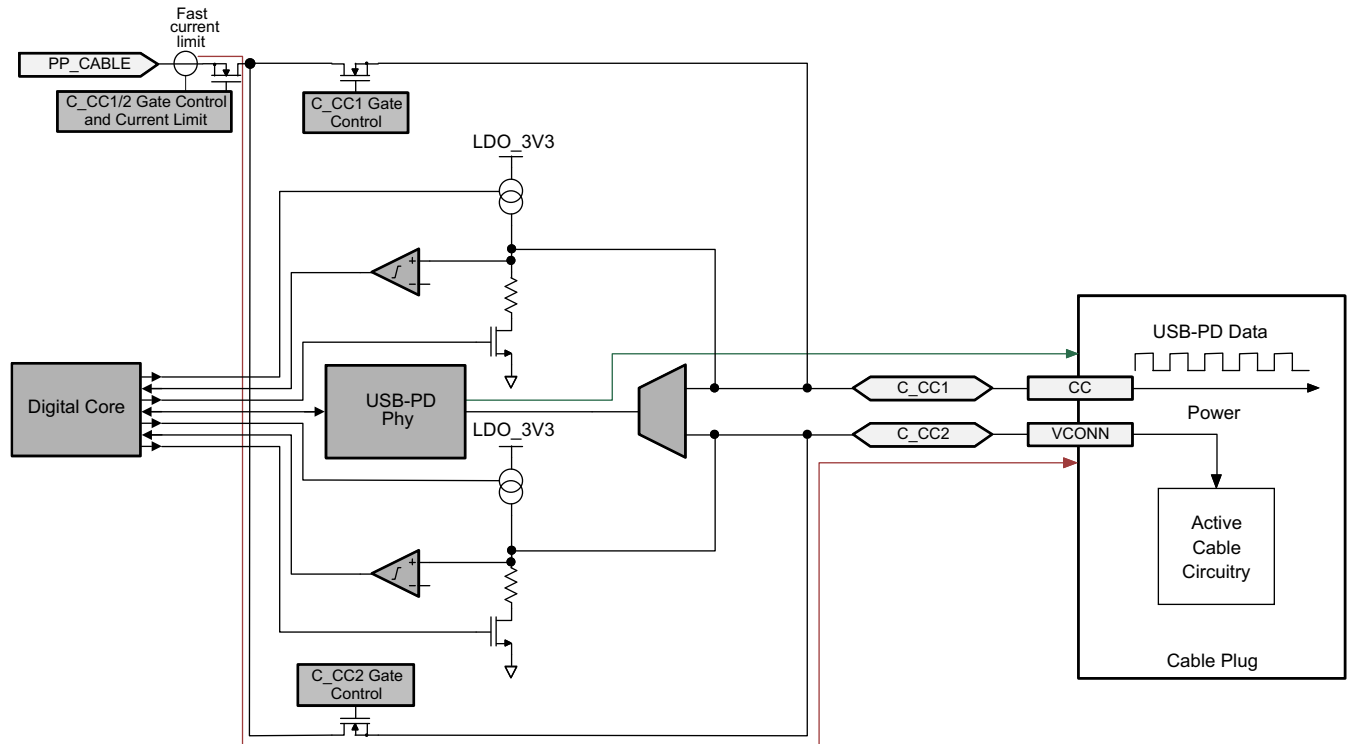 Fast
current
limit
PP_CABLE
C_CC1/2 Gate Control
and Current Limit
C_CC1 Gate
Control
LDO_3V3
+
−
Digital Core
USB-PD
Phy
LDO_3V3
+
−
C_CC2 Gate
Control
C_CC1
C_CC2
CC
VCONN
USB-PD Data
Power
Active
Cable
Circuitry
Cable Plug